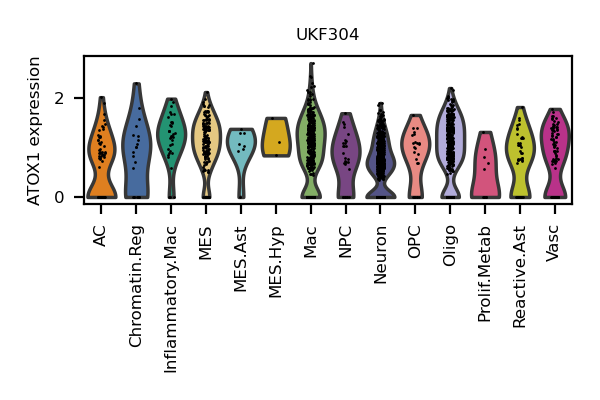 UKF304
ATOX1 expression
2
0
AC
Chromatin.Reg
Inflammatory.Mac
MES
MES.Ast
MES.Hyp
Mac
NPC
Neuron
OPC
Oligo
Prolif.Metab
Reactive.Ast
Vasc